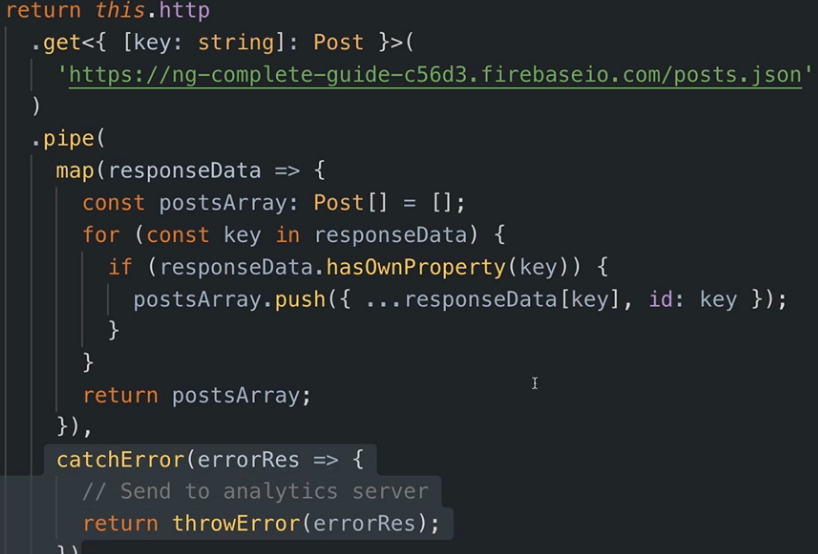 return this.http
.get<{ [key: string]: Post }>(
'https://ng-complete-guide-c56d3.firebaseio.com/posts.json'
)
.pipe(
map(responseData => {
const postsArray: Post[] = [];
for (const key in responseData) {
if (responseData.hasOwnProperty(key)) {
postsArray.push({ ...responseData[key], id: key });
}
}
return postsArray;
}),
catchError(errorRes => {
// Send to analytics server
return throwError(errorRes);
})